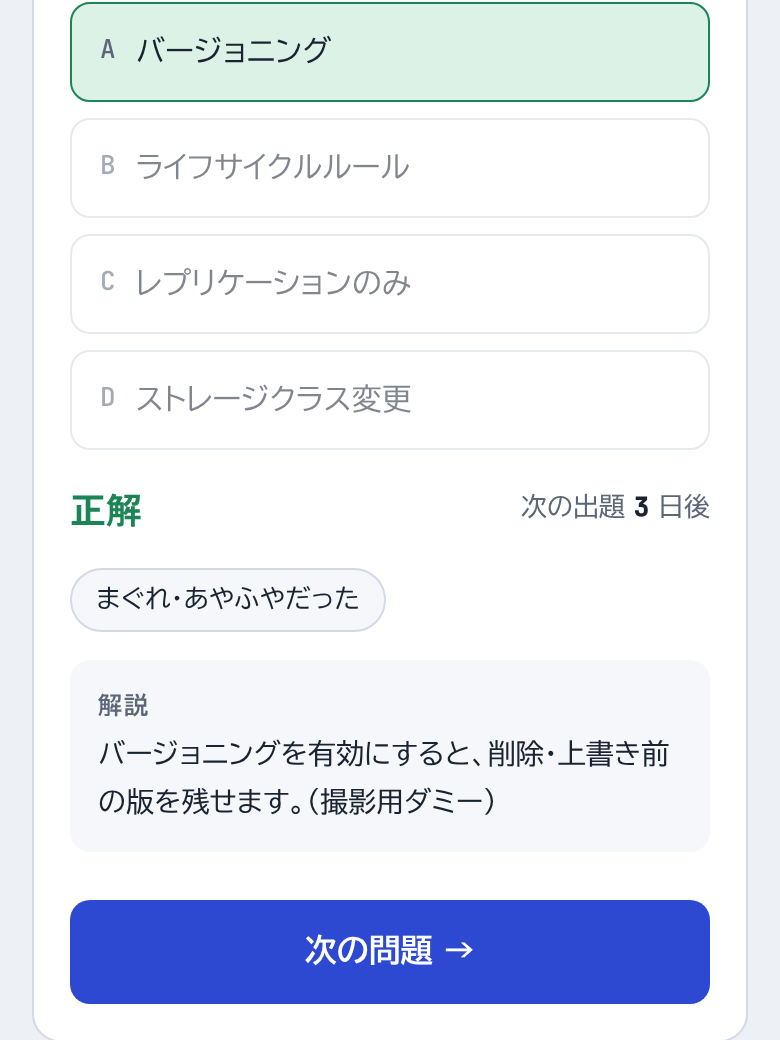 A バージョニング
B ライフサイクルルール
C レプリケーションのみ
D ストレージクラス変更
正解 次の出題 3 日後
まぐれ・あやふやだった
解説
バージョニングを有効にすると、削除・上書き前
の版を残せます。（撮影用ダミー）
次の問題 →